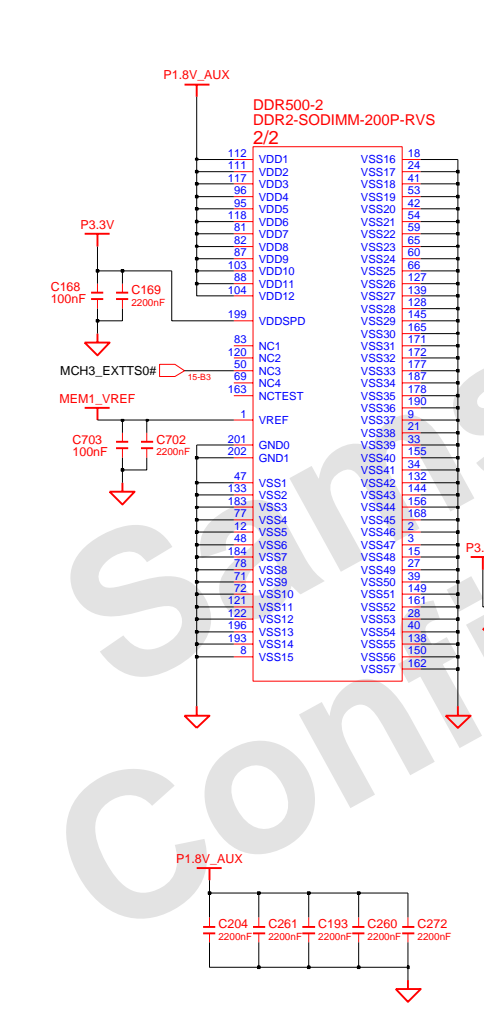 P1.8V_AUX
DDR500-2
DDR2-SODIMM-200P-RVS
2/2
112 VDD1 VSS16 18
111 VDD2 VSS17 24
117 VDD3 VSS18 41
96 VDD4 VSS19 53
95 VDD5 VSS20 42
118 VDD6 VSS21 54
81 VDD7 VSS22 59
82 VDD8 VSS23 65
87 VDD9 VSS24 60
103 VDD10 VSS25 66
88 VDD11 VSS26 127
104 VDD12 VSS27 139
VSS28 128
199 VDDSPD VSS29 145
VSS30 165
83 NC1 VSS31 171
120 NC2 VSS32 172
50 NC3 VSS33 177
69 NC4 VSS34 187
163 NCTEST VSS35 178
VSS36 190
1 VREF VSS37 9
VSS38 21
201 GND0 VSS39 33
202 GND1 VSS40 155
VSS41 34
47 VSS1 VSS42 132
133 VSS2 VSS43 144
183 VSS3 VSS44 156
77 VSS4 VSS45 168
12 VSS5 VSS46 2
48 VSS6 VSS47 3
184 VSS7 VSS48 15
78 VSS8 VSS49 27
71 VSS9 VSS50 39
72 VSS10 VSS51 149
121 VSS11 VSS52 161
122 VSS12 VSS53 28
196 VSS13 VSS54 40
193 VSS14 VSS55 138
8 VSS15 VSS56 150
VSS57 162
P3.3V
C168
100nF
C169
2200nF
MCH3_EXTTS0#
15-B3
MEM1_VREF
C703
100nF
C702
2200nF
P3.
Sams
Confi
P1.8V_AUX
C204 C261 C193 C260 C272
2200nF 2200nF 2200nF 2200nF 2200nF